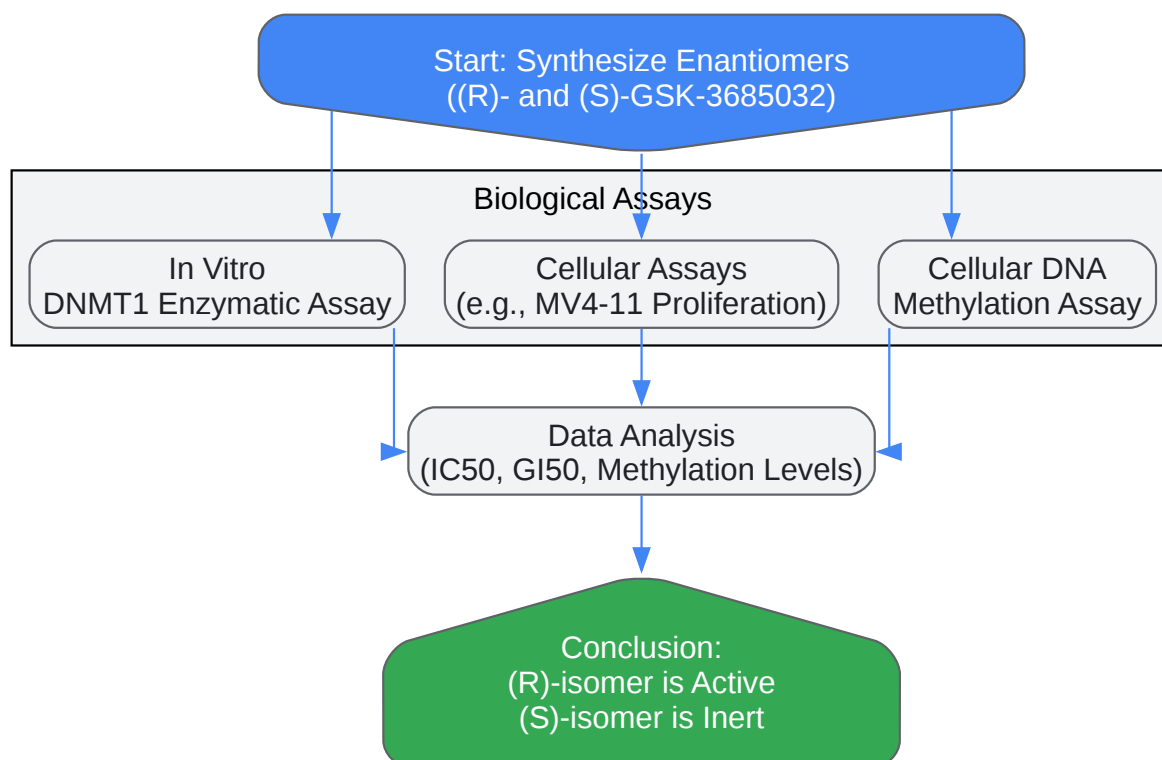 Start: Synthesize Enantiomers
((R)- and (S)-GSK-3685032)
Biological Assays
In Vitro
DNMT1 Enzymatic Assay
Cellular Assays
(e.g., MV4-11 Proliferation)
Cellular DNA
Methylation Assay
Data Analysis
(IC50, GI50, Methylation Levels)
Conclusion:
(R)-isomer is Active
(S)-isomer is Inert